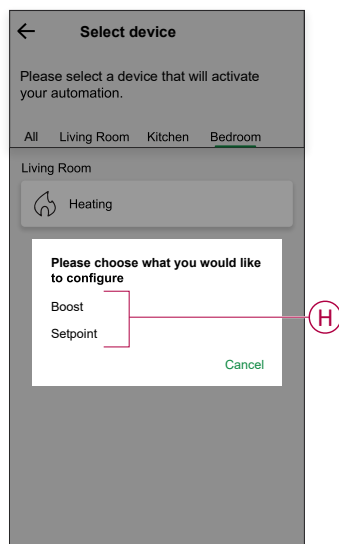 Select device
Please select a device that will activate
your automation.
All Living Room Kitchen Bedroom
Living Room
Heating
Please choose what you would like
to configure
Boost
Setpoint
H
Cancel